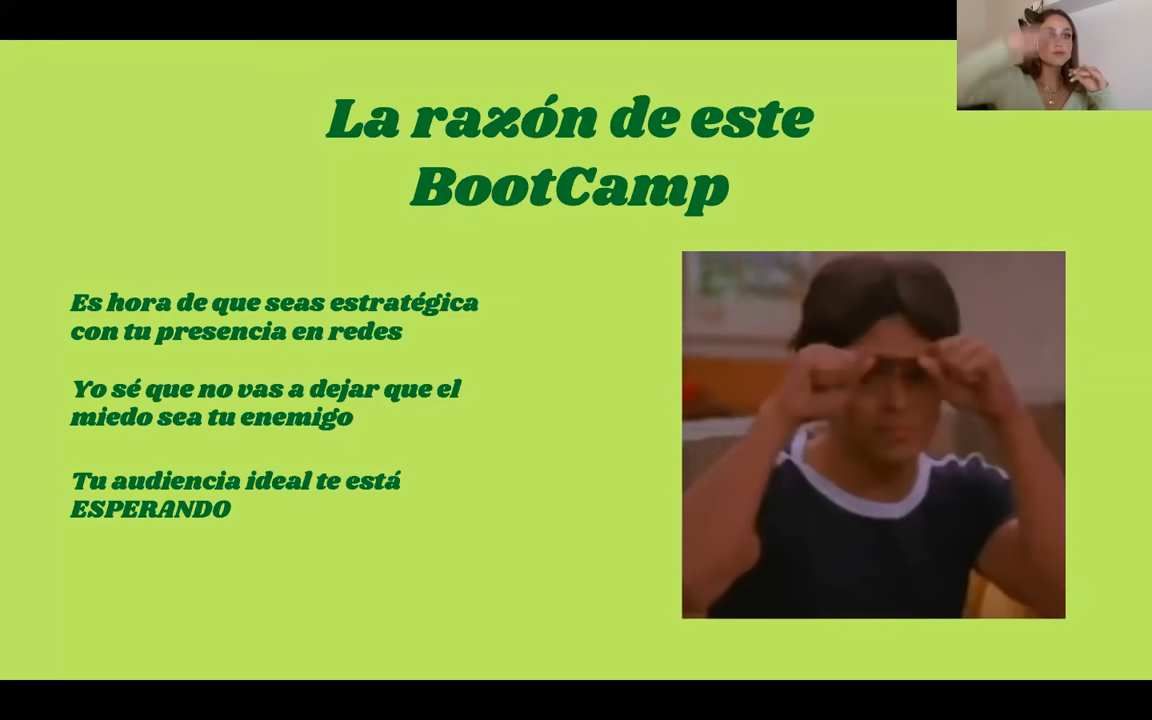 La razón de este
BootCamp
Es hora de que seas estratégica
con tu presencia en redes
Yo sé que no vas a dejar que el
miedo sea tu enemigo
Tu audiencia ideal te está
ESPERANDO